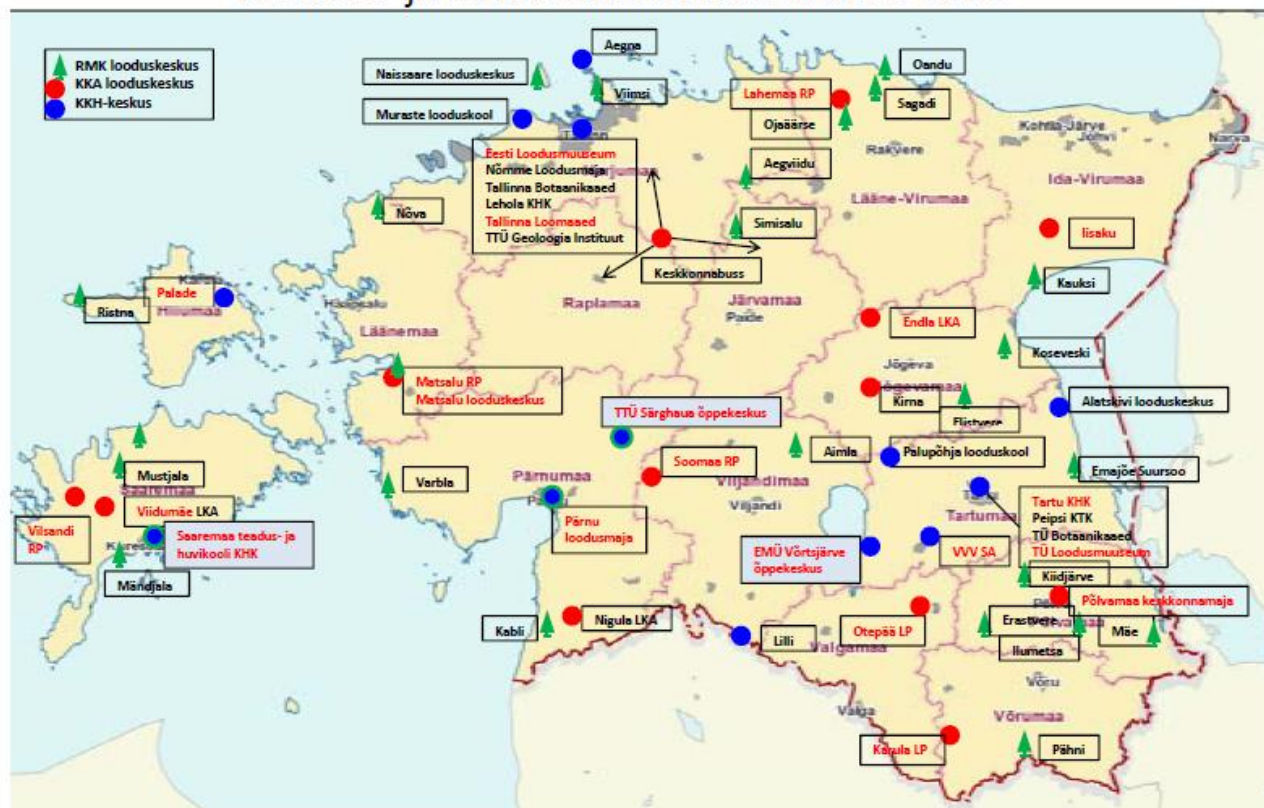 RMK looduskeskus
KKA looduskeskus
KKH-keskus
Aegna
Naissaare looduskeskus
Viimsi
Muraste looduskool
Lahemaa RP
Oandu
Sagadi
Ojaäärse
Kohtla-Järve
Jõhvi
Narva
Rakvere
Aegviidu
Ida-Virumaa
Lääne-Virumaa
Eesti Loodusmuuseum
Nõmme Loodusmaja
Tallinna Botaanikaaed
Lehola KHK
Tallinna Loomaaed
TTÜ Geoloogia Instituut
Nõva
Simisalu
Iisaku
Keskkonnabuss
Kauksi
Palade
Ristna
Hiiumaa
Haapsalu
Raplamaa
Järvamaa
Paide
Läänemaa
Endla LKA
Koseveski
Jõgeva
Jõgevamaa
Matsalu RP
Matsalu looduskeskus
Kirna
Elistvere
Alatskivi looduskeskus
TTÜ Särghaua õppekeskus
Aimla
Palupõhja looduskool
Soomaa RP
Emajõe Suursoo
Mustjala
Saaremaa
Varbla
Pärnumaa
Viljandimaa
Viljandi
Tartumaa
Tartu KHK
Peipsi KTK
TÜ Botaanikaaed
TÜ Loodusmuuseum
Viidumäe LKA
Vilsandi
RP
Saaremaa teadus- ja
huvikooli KHK
Pärnu
loodusmaja
EMÜ Võrtsjärve
õppekeskus
VVV SA
Mändjala
Kiidjärve
Põlvamaa keskkonnamaja
Kabli
Nigula LKA
Lilli
Otepää LP
Valgamaa
Erastvere
Mäe
Ilumetsa
Võru
Valga
Võrumaa
Karula LP
Pähni